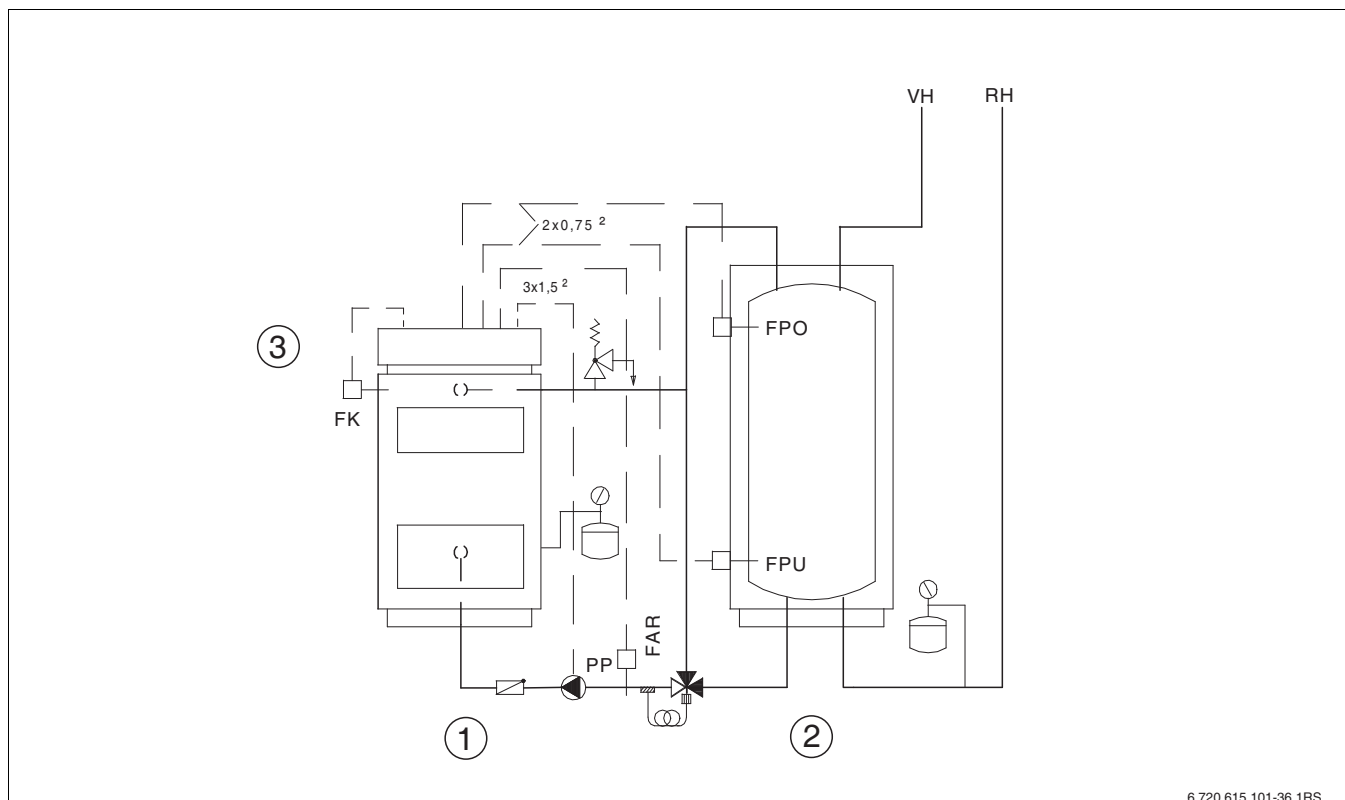 VH RH
2x0,75 ²
3x1,5 ²
3
FPO
FK
FPU
FAR
PP
1
2
6 720 615 101-36.1RS